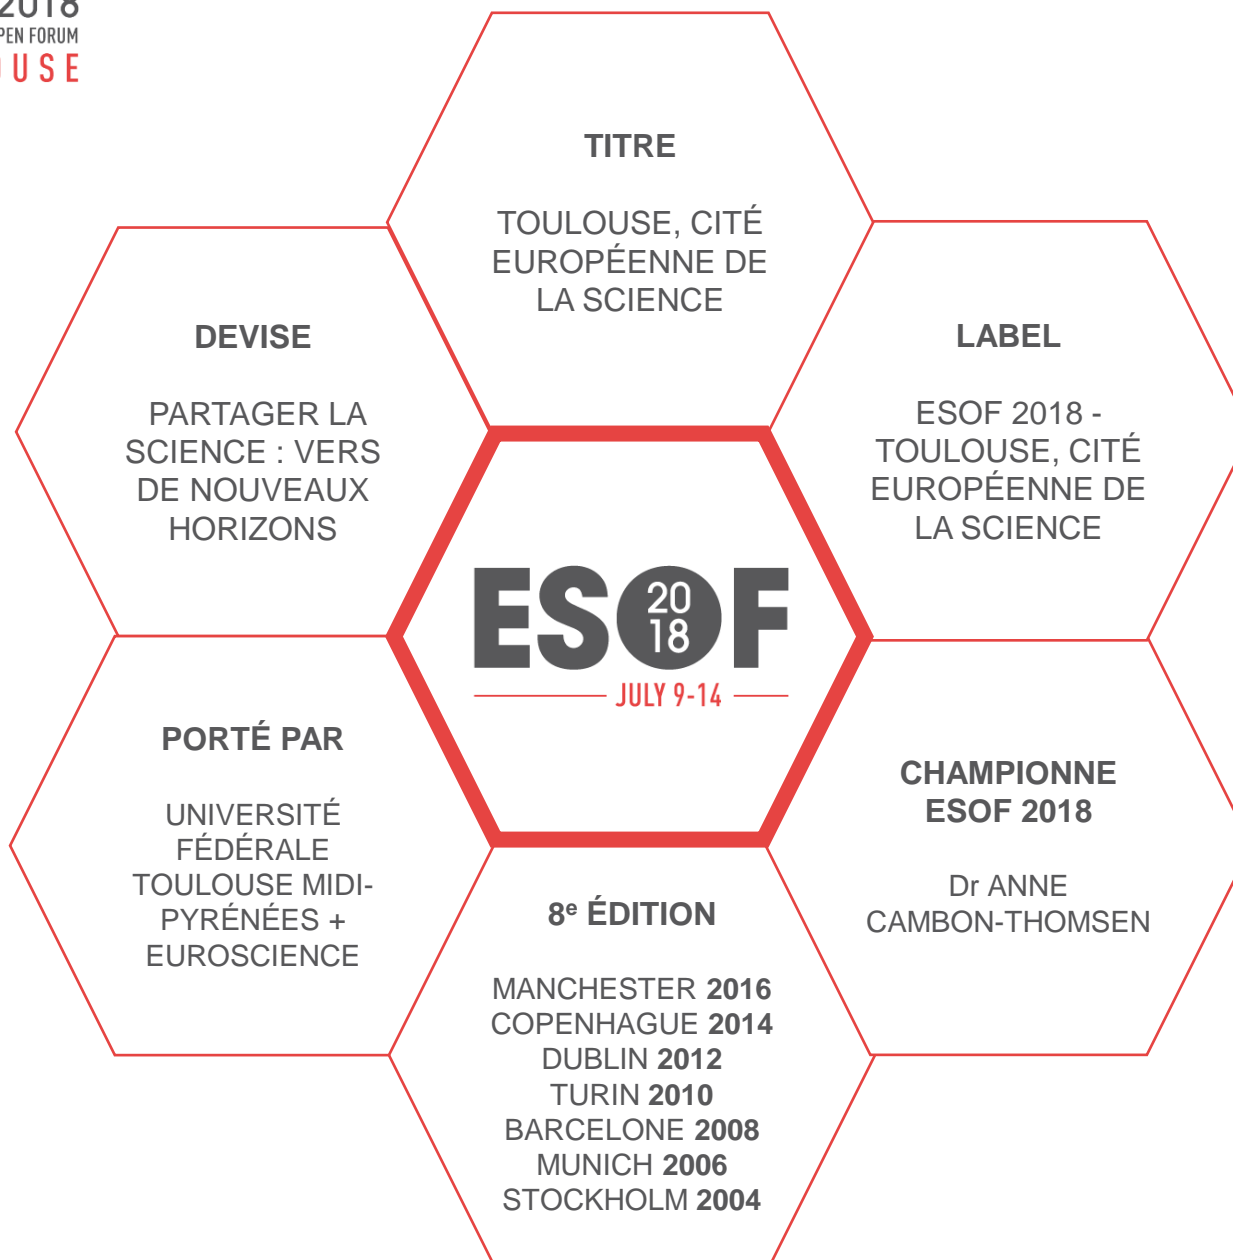 2018
PEN FORUM
OUSE
TITRE
TOULOUSE, CITÉ
EUROPÉENNE DE
LA SCIENCE
DEVISE
PARTAGER LA
SCIENCE : VERS
DE NOUVEAUX
HORIZONS
LABEL
ESOF 2018 -
TOULOUSE, CITÉ
EUROPÉENNE DE
LA SCIENCE
ESOF
20
18
JULY 9-14
PORTÉ PAR
UNIVERSITÉ
FÉDÉRALE
TOULOUSE MIDI-
PYRÉNÉES +
EUROSCIENCE
CHAMPIONNE
ESOF 2018
Dr ANNE
CAMBON-THOMSEN
8e ÉDITION
MANCHESTER 2016
COPENHAGUE 2014
DUBLIN 2012
TURIN 2010
BARCELONE 2008
MUNICH 2006
STOCKHOLM 2004